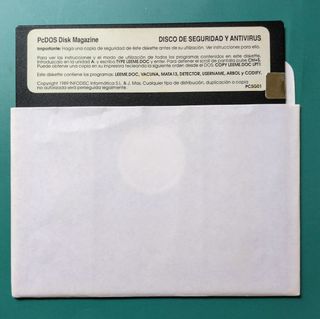 PcDOS Disk Magazine DISCO DE SEGURIDAD Y ANTIVIRUS
Importante: Haga una copia de seguridad de este diskette antes de su utilización. Ver instrucciones para ello.
Para ver las instrucciones y el modo de utilización de todos los programas contenidos en este diskette.
Introducirlo en la unidad A: y escriba TYPE LEEME.DOC y enter. Para detener el scroll de pantalla pulse Ctrl+S.
Puede obtener una copia en su impresora tecleando la siguiente orden desde el DOS: COPY LEEME.DOC LPT1
Este diskette contiene los programas: LEEME.DOC, VACUNA, MATA13, DETECTOR, USERNAME, ARBOL y CODIFY.
Copyright 1989 INFODISC Informática S.L. & J. Mas. Cualquier tipo de distribución, duplicación o copia
No autorizada será perseguida legalmente. PCSG01